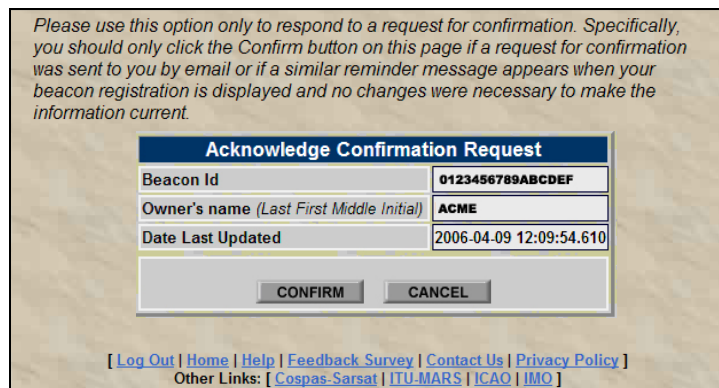 Please use this option only to respond to a request for confirmation. Specifically,
you should only click the Confirm button on this page if a request for confirmation
was sent to you by email or if a similar reminder message appears when your
beacon registration is displayed and no changes were necessary to make the
information current.
Acknowledge Confirmation Request
Beacon Id 0123456789ABCDEF
Owner's name (Last First Middle Initial) ACME
Date Last Updated 2006-04-09 12:09:54.610
CONFIRM CANCEL
[ Log Out | Home | Help | Feedback Survey | Contact Us | Privacy Policy ]
Other Links: [ Cospas-Sarsat | ITU-MARS | ICAO | IMO ]